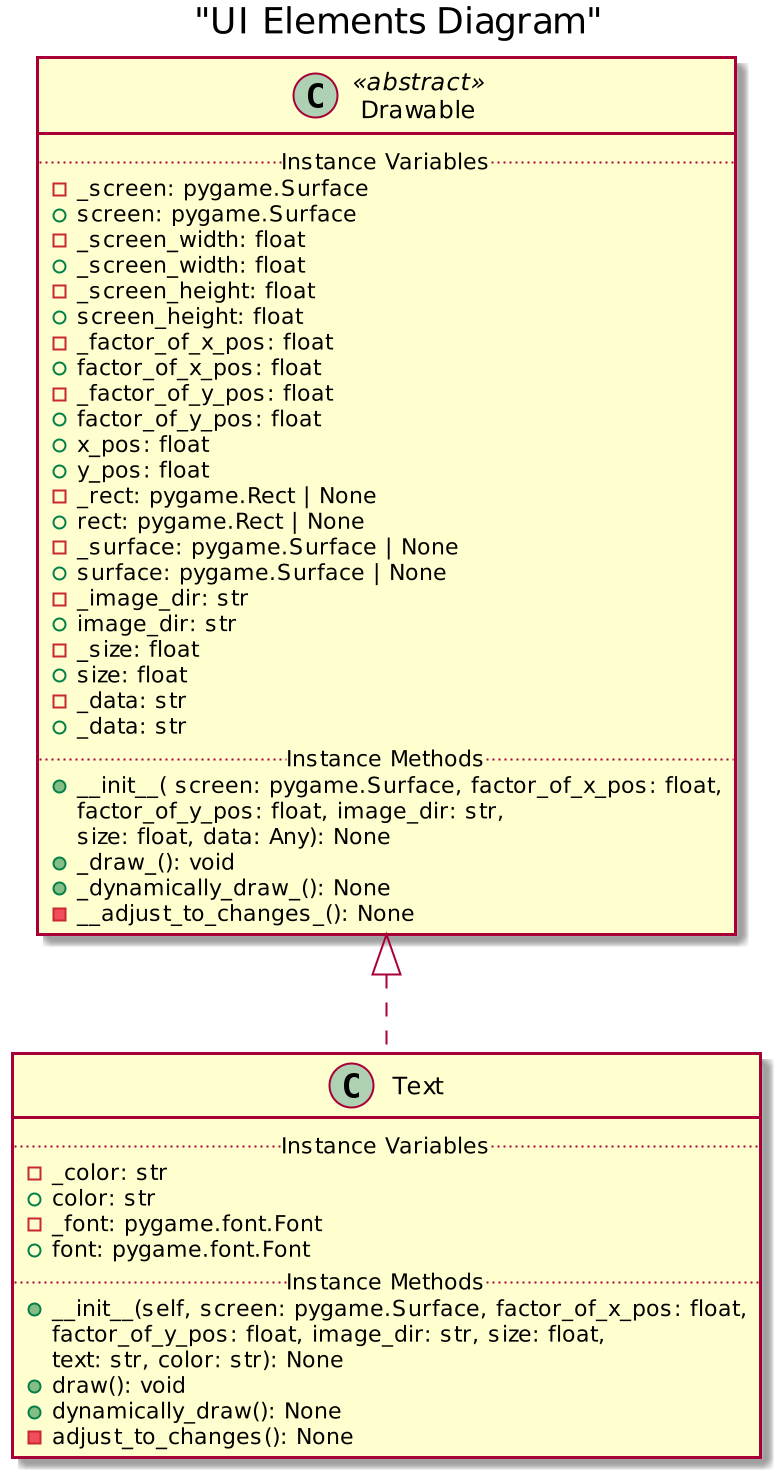 "UI Elements Diagram"
C
«abstract»
Drawable
Instance Variables
_screen: pygame.Surface
screen: pygame.Surface
_screen_width: float
_screen_width: float
_screen_height: float
screen_height: float
_factor_of_x_pos: float
factor_of_x_pos: float
_factor_of_y_pos: float
factor_of_y_pos: float
x_pos: float
y_pos: float
_rect: pygame.Rect | None
rect: pygame.Rect | None
_surface: pygame.Surface | None
surface: pygame.Surface | None
_image_dir: str
image_dir: str
_size: float
size: float
_data: str
_data: str
Instance Methods
__init__( screen: pygame.Surface, factor_of_x_pos: float,
factor_of_y_pos: float, image_dir: str,
size: float, data: Any): None
_draw_(): void
_dynamically_draw_(): None
__adjust_to_changes_(): None
C Text
Instance Variables
_color: str
color: str
_font: pygame.font.Font
font: pygame.font.Font
Instance Methods
__init__(self, screen: pygame.Surface, factor_of_x_pos: float,
factor_of_y_pos: float, image_dir: str, size: float,
text: str, color: str): None
draw(): void
dynamically_draw(): None
adjust_to_changes(): None